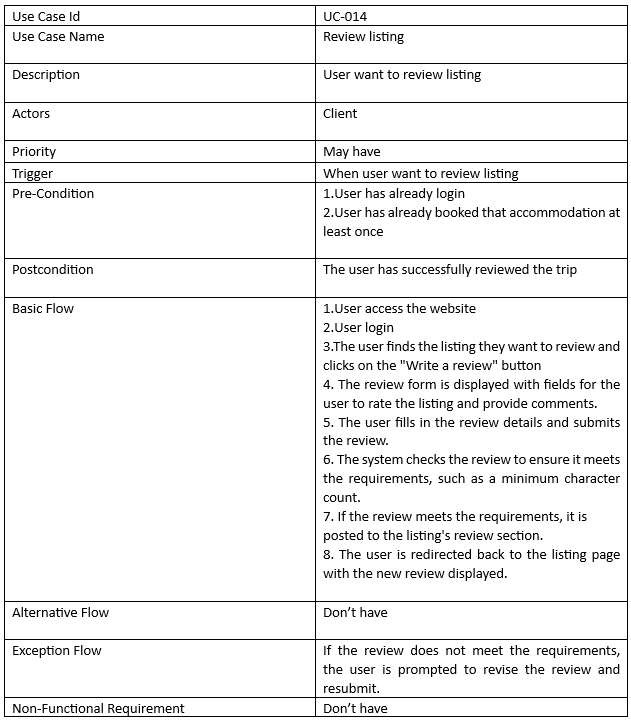 Use Case Id UC-014
Use Case Name Review listing
Description User want to review listing
Actors Client
Priority May have
Trigger When user want to review listing
Pre-Condition 1.User has already login
2.User has already booked that accommodation at
least once
Postcondition The user has successfully reviewed the trip
Basic Flow 1.User access the website
2.User login
3.The user finds the listing they want to review and
clicks on the "Write a review" button
4. The review form is displayed with fields for the
user to rate the listing and provide comments.
5. The user fills in the review details and submits
the review.
6. The system checks the review to ensure it meets
the requirements, such as a minimum character
count.
7. If the review meets the requirements, it is
posted to the listing's review section.
8. The user is redirected back to the listing page
with the new review displayed.
Alternative Flow Don’t have
Exception Flow If the review does not meet the requirements,
the user is prompted to revise the review and
resubmit.
Non-Functional Requirement Don’t have